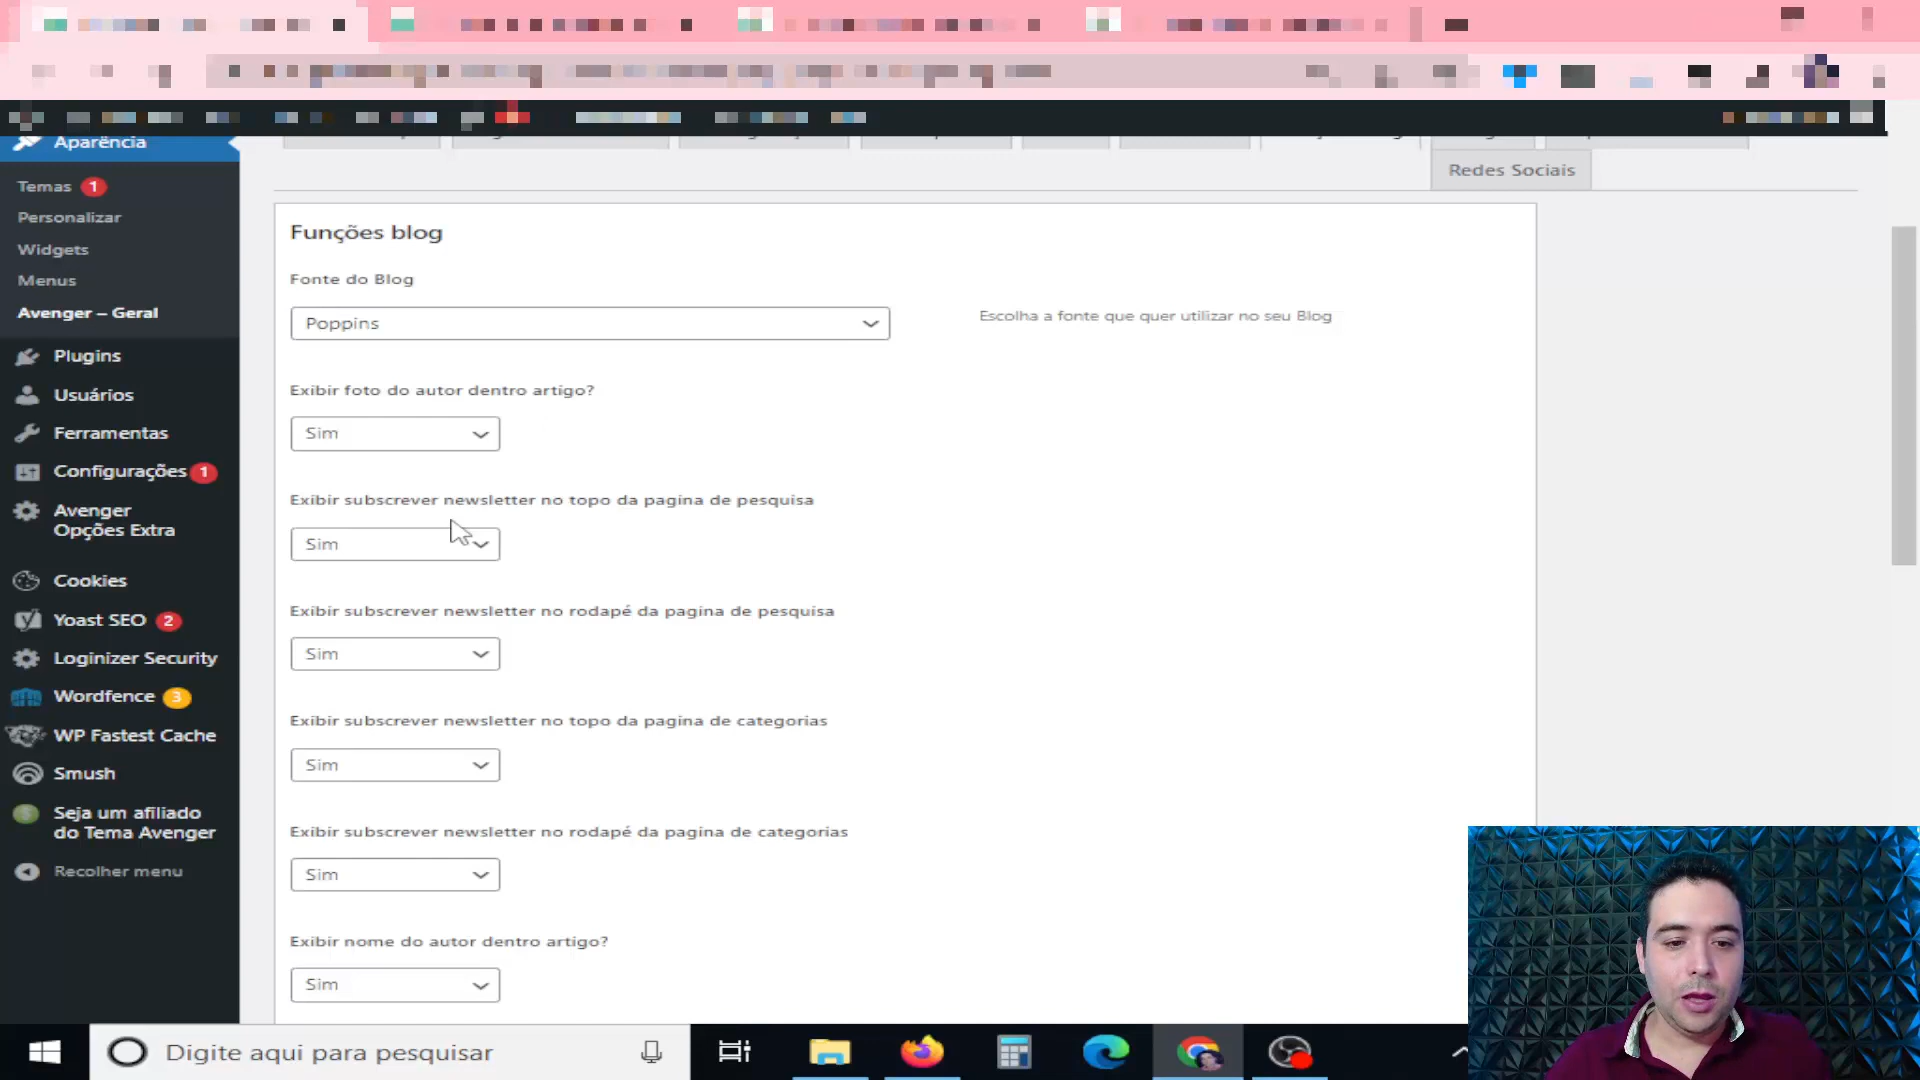 Aparência
Redes Sociais
Temas 1
Personalizar
Widgets
Menus
Avenger – Geral
Plugins
Usuários
Ferramentas
Configurações 1
Avenger
Opções Extra
Cookies
Yoast SEO 2
Loginizer Security
Wordfence 3
WP Fastest Cache
Smush
Seja um afiliado
do Tema Avenger
Recolher menu
Funções blog
Fonte do Blog
Poppins
Escolha a fonte que quer utilizar no seu Blog
Exibir foto do autor dentro artigo?
Sim
Exibir subscrever newsletter no topo da pagina de pesquisa
Sim
Exibir subscrever newsletter no rodapé da pagina de pesquisa
Sim
Exibir subscrever newsletter no topo da pagina de categorias
Sim
Exibir subscrever newsletter no rodapé da pagina de categorias
Sim
Exibir nome do autor dentro artigo?
Sim
Digite aqui para pesquisar